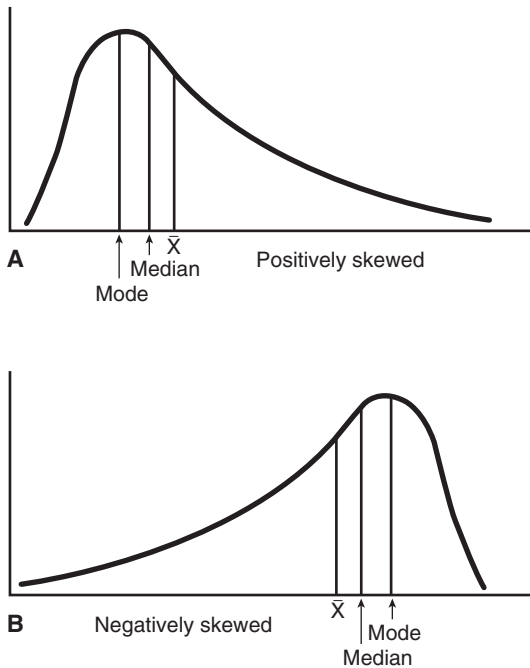 X̄
A
Median
Positively skewed
Mode
X̄
B
Negatively skewed
Mode
Median